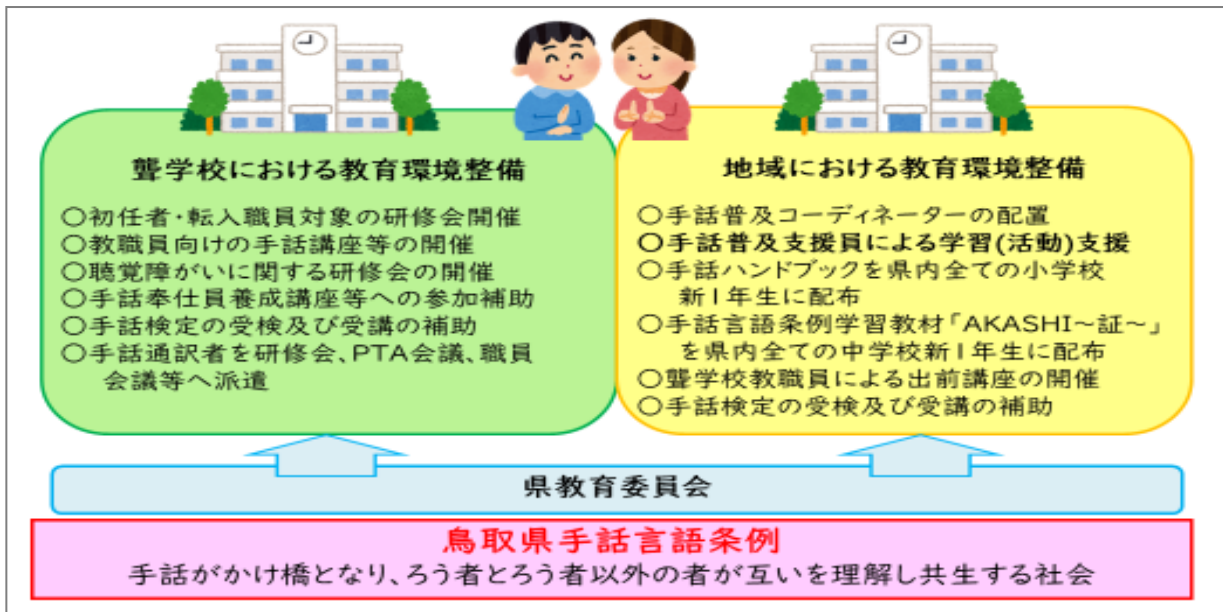 聾学校における教育環境整備
○初任者・転入職員対象の研修会開催
○教職員向けの手話講座等の開催
○聴覚障がいに関する研修会の開催
○手話奉仕員養成講座等への参加補助
○手話検定の受検及び受講の補助
○手話通訳者を研修会、PTA会議、職員
会議等へ派遣
地域における教育環境整備
○手話普及コーディネーターの配置
○手話普及支援員による学習(活動)支援
○手話ハンドブックを県内全ての小学校
新1年生に配布
○手話言語条例学習教材「AKASHI~証~」
を県内全ての中学校新1年生に配布
○聾学校教職員による出前講座の開催
○手話検定の受検及び受講の補助
県教育委員会
鳥取県手話言語条例
手話がかけ橋となり、ろう者とろう者以外の者が互いを理解し共生する社会